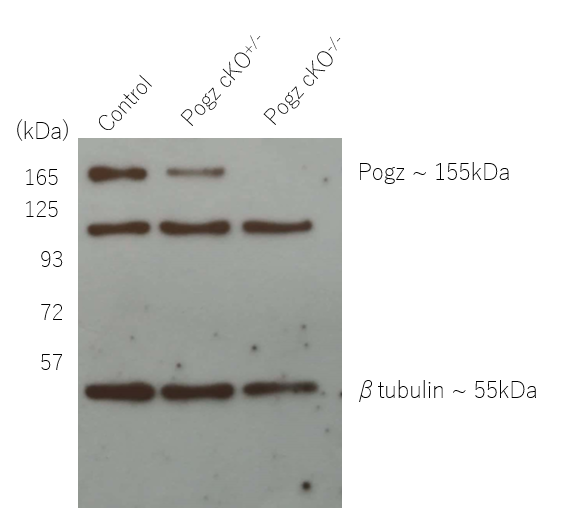 Control
Pogz cKO+/-
Pogz cKO-/-
(kDa)
165
Pogz ~ 155kDa
125
93
72
57
β tubulin ~ 55kDa